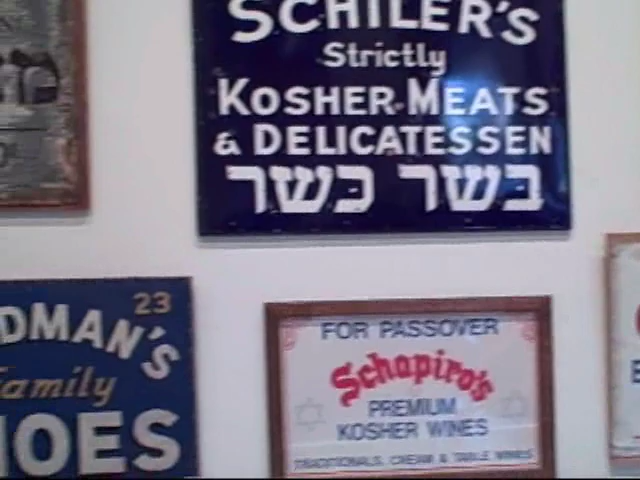 SCHILER'S
Strictly
KOSHER MEATS
& DELICATESSEN
בשר כשר
23
DMAN'S
Family
HOES
FOR PASSOVER
Schapiro's
PREMIUM
KOSHER WINES
TRADITIONALS, CREAM & TABLE WINES